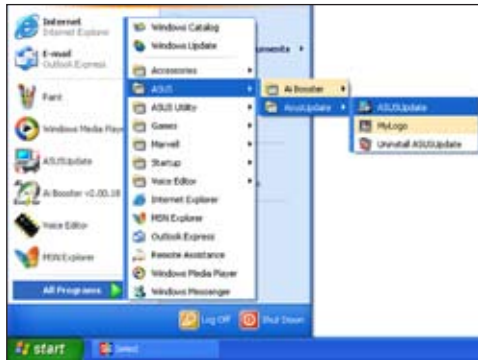 Internet
Internet Explorer
E-mail
Outlook Express
Paint
Windows Media Play
ASUSUpdate
Ai Booster v2.00.18
Voice Editor
MSN Explorer
All Programs
Windows Catalog
Windows Update
Accessories
ASUS
ASUS Utility
Games
Marvell
Startup
Voice Editor
Internet Explorer
MSN Explorer
Outlook Express
Remote Assistance
Windows Media Player
Windows Messenger
uments
Ai Booster
AsusUpdate
ASUSUpdate
MyLogo
Uninstall ASUSUpdate
Log Off
Shut Down
start